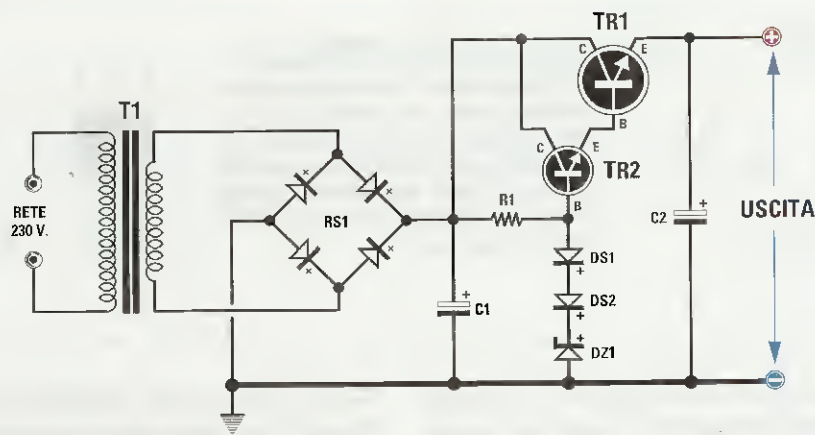 TR1
C
E
B
T1
C
E
TR2
B
RETE
230 V.
RS1
R1
C2
+
USCITA
DS1
+
C1
+
DS2
+
+
DZ1